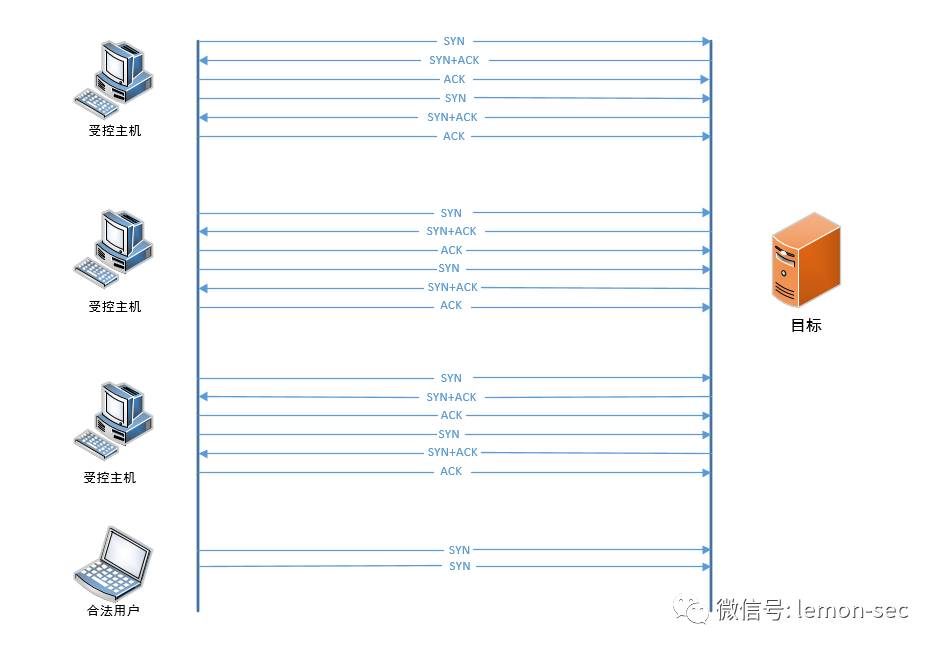 SYN
SYN+ACK
ACK
SYN
SYN+ACK
ACK
受控主机
SYN
SYN+ACK
ACK
SYN
SYN+ACK
ACK
受控主机
目标
SYN
SYN+ACK
ACK
SYN
SYN+ACK
ACK
受控主机
SYN
SYN
合法用户
微信号: lemon-sec